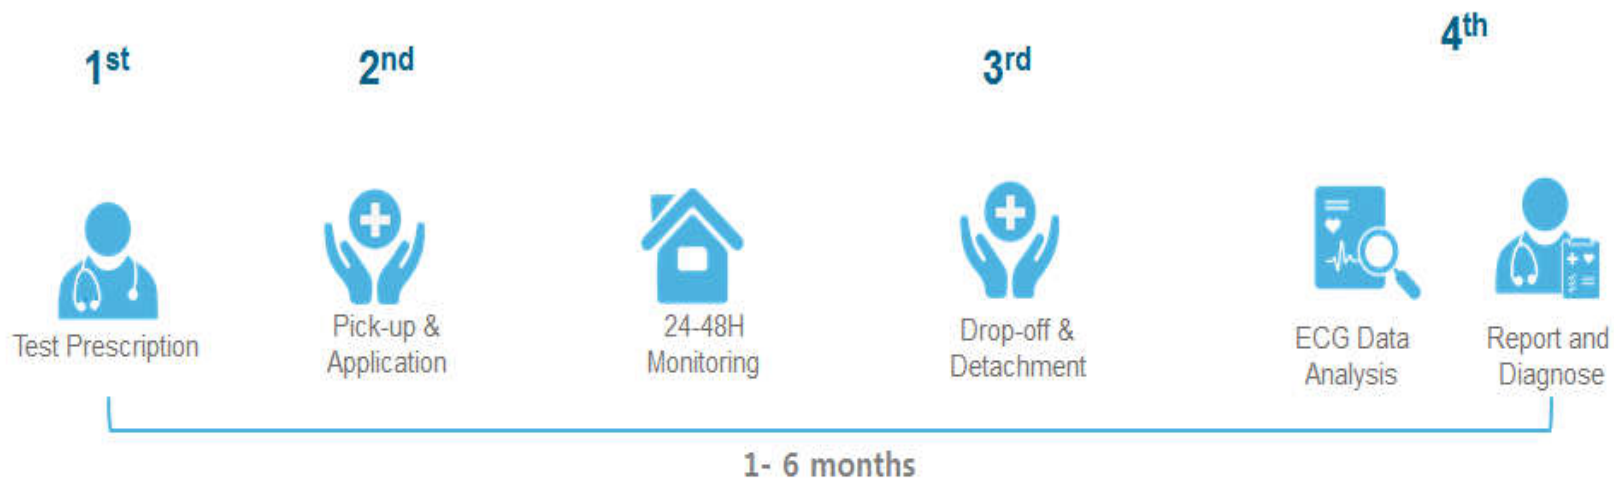 1st
2nd
3rd
4th
Test Prescription
Pick-up &
Application
24-48H
Monitoring
Drop-off &
Detachment
ECG Data
Analysis
Report and
Diagnose
1- 6 months